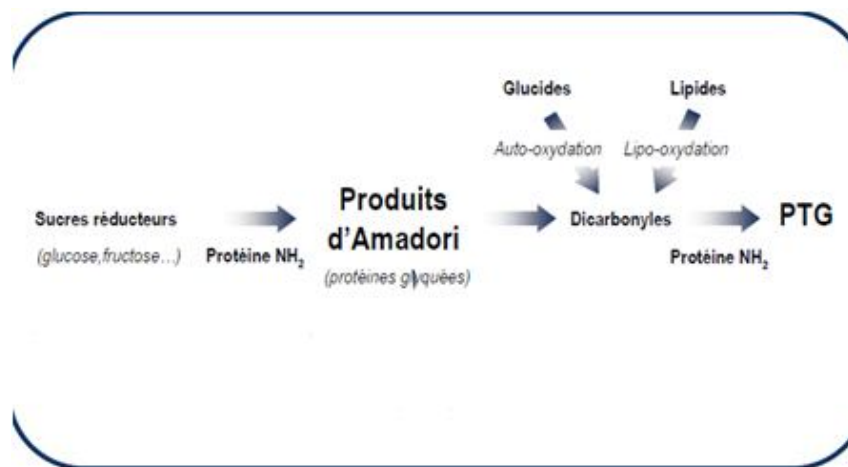 Glucides
Lipides
Auto-oxydation
Lipo-oxydation
Sucres réducteurs
(glucose,fructose...)
Protéine NH2
Produits
d'Amadori
(protéines glyquées)
Dicarbonyles
Protéine NH2
PTG